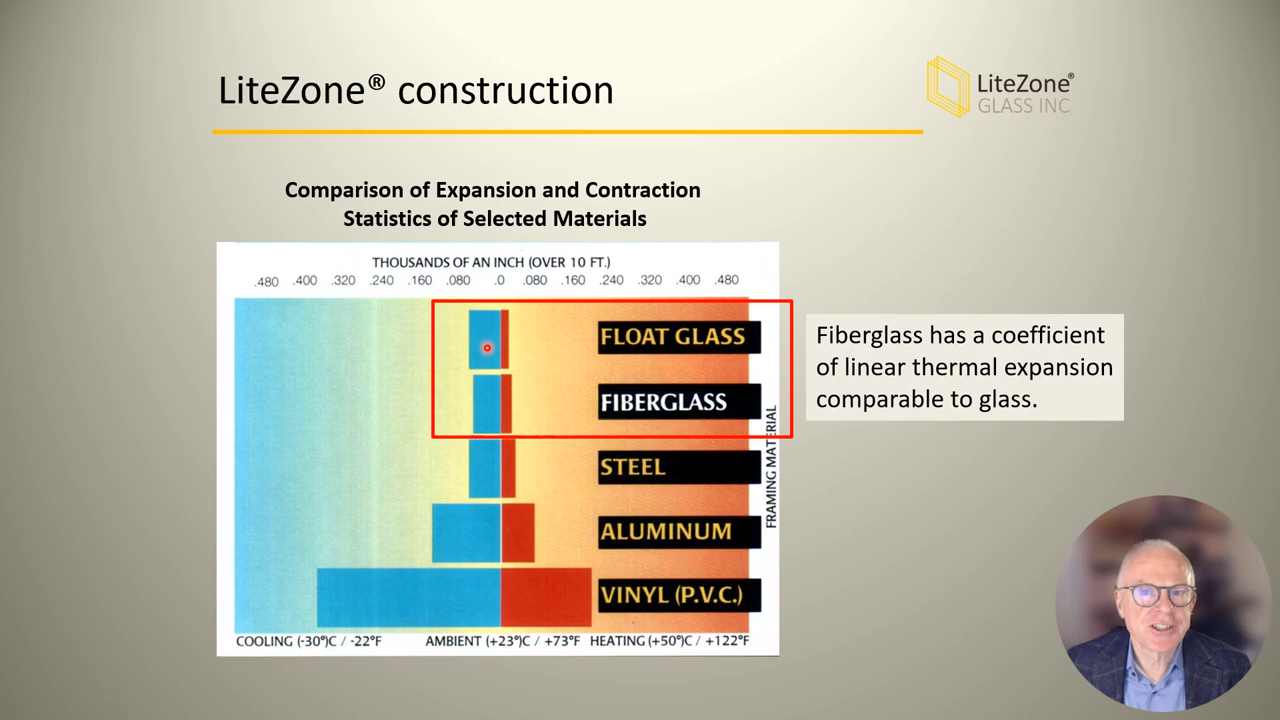 LiteZone® construction
LiteZone®
GLASS INC.
Comparison of Expansion and Contraction
Statistics of Selected Materials
THOUSANDS OF AN INCH (OVER 10 FT.)
.480 .400 .320 .240 .160 .080 .0 .080 .160 .240 .320 .400 .480
FLOAT GLASS
FIBERGLASS
STEEL
ALUMINUM
VINYL (P.V.C.)
FRAMING MATERIAL
COOLING (-30°)C / -22°F AMBIENT (+23°)C / +73°F HEATING (+50°)C / +122°F
Fiberglass has a coefficient
of linear thermal expansion
comparable to glass.